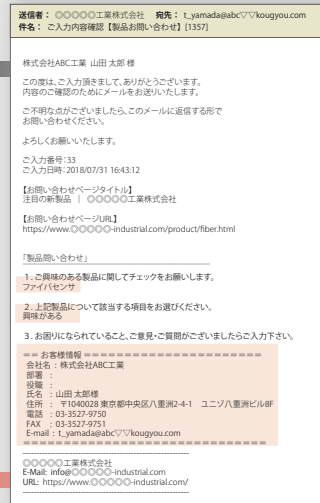 送信者： ◎◎◎◎◎工業株式会社　宛先： t_yamada@abc▽▽kougyou.com
件名： ご入力内容確認【製品お問い合わせ】[1357]
株式会社ABC工業 山田 太郎 様
この度は、ご入力頂きまして、ありがとうございます。
内容のご確認のためにメールをお送りいたします。
ご不明な点がございましたら、このメールに返信する形で
お問い合わせください。
よろしくお願いいたします。
ご入力番号：33
ご入力日時：2018/07/31 16:43:12
【お問い合わせページタイトル】
注目の新製品 ｜ ◎◎◎◎◎工業株式会社
【お問い合わせページURL】
https://www.◎◎◎◎◎-industrial.com/product/fiber.html
「製品問い合わせ」
1．ご興味のある製品に関してチェックをお願いします。
ファイバセンサ
2．上記製品について該当する項目をお選びください。
興味がある
3．お困りになられていること、ご意見・ご質問がございましたらご入力下さい。
＝＝ お客様情報 ＝＝＝＝＝＝＝＝＝＝＝＝＝＝＝＝＝＝＝＝＝
会社名 ： 株式会社ABC工業
部署 ：
役職 ：
氏名 ： 山田 太郎様
住所 ： 〒1040028 東京都中央区八重洲2-4-1　ユニゾ八重洲ビル8F
電話 ： 03-3527-9750
FAX ： 03-3527-9751
E-mail ： t_yamada@abc▽▽kougyou.com
＝＝＝＝＝＝＝＝＝＝＝＝＝＝＝＝＝＝＝＝＝＝＝＝＝＝＝＝
◎◎◎◎◎工業株式会社
E-Mail: info@◎◎◎◎◎-industrial.com
URL: https://www.◎◎◎◎◎-industrial.com/